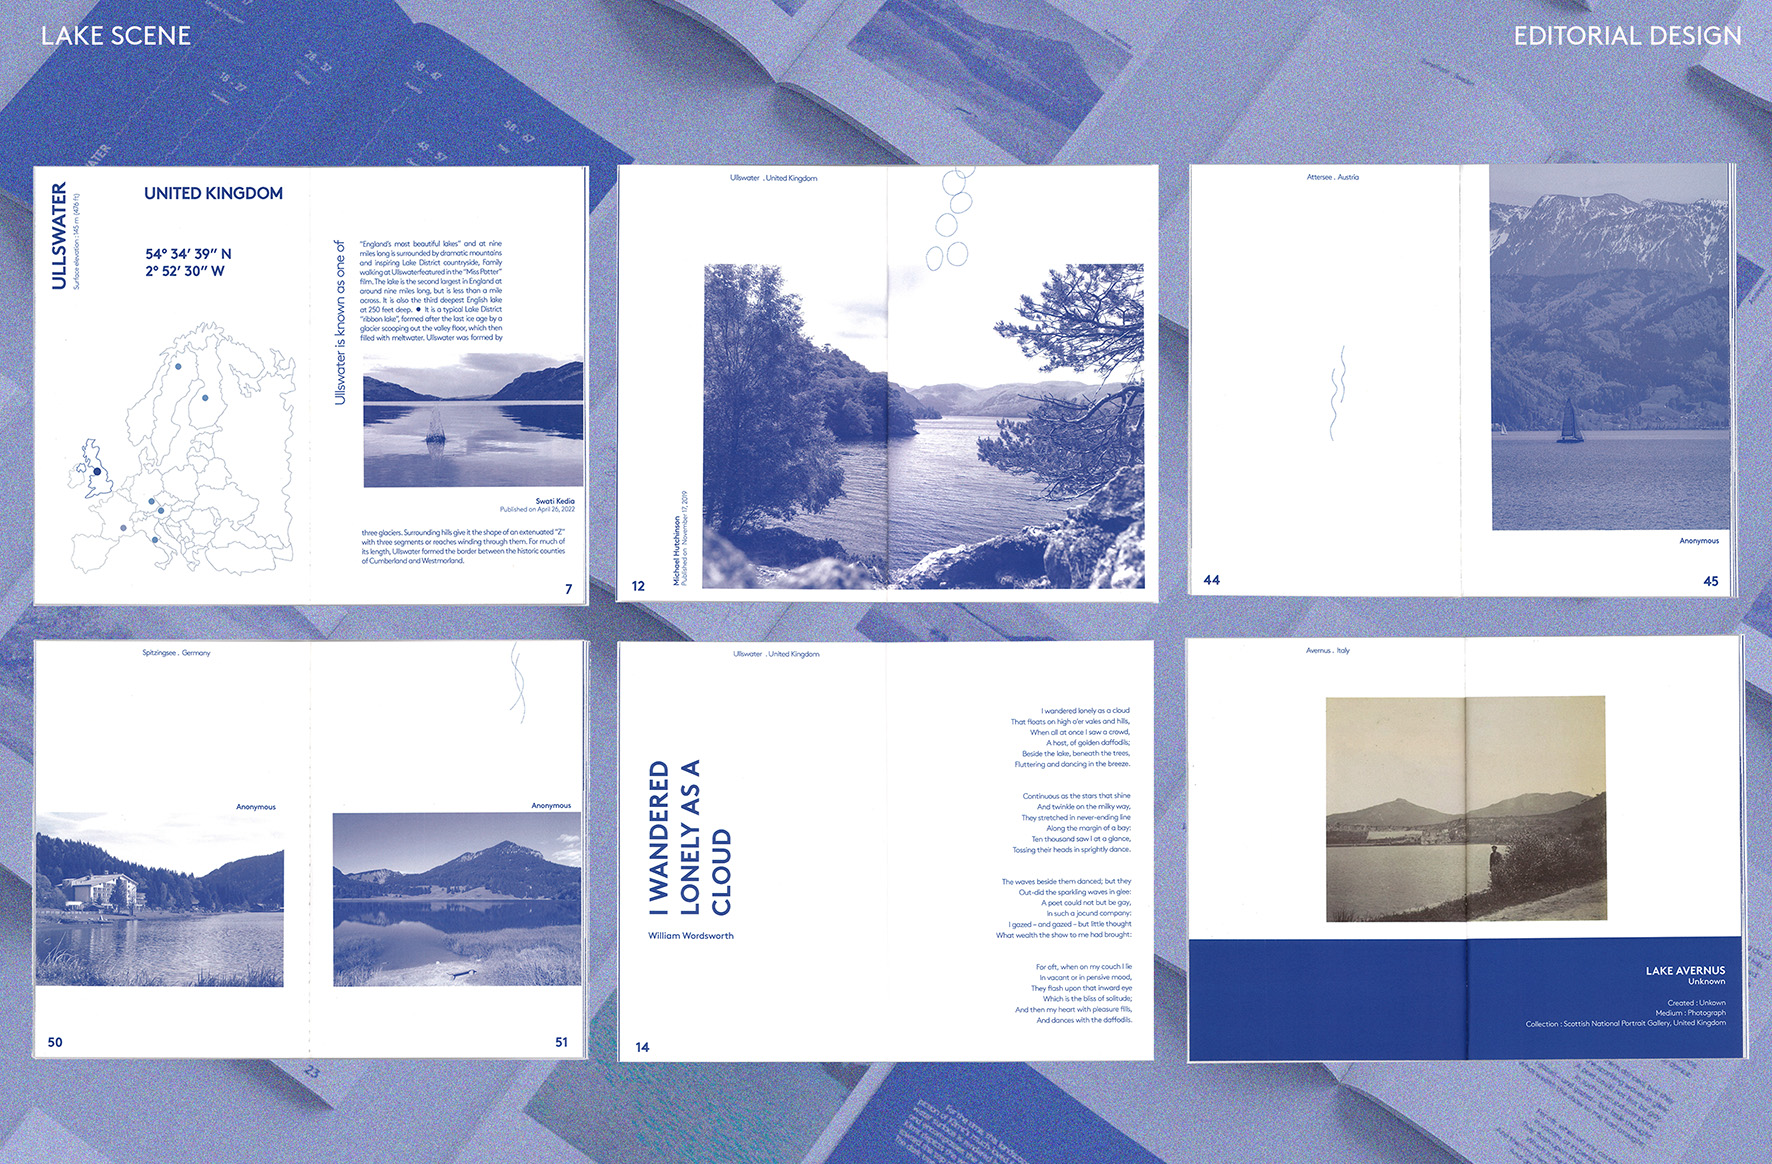 LAKE SCENE
EDITORIAL DESIGN
18 - 27
28 - 37
38 - 47
48 - 57
58 - 67
ULLSWATER
Surface elevation : 145 m (476 ft)
UNITED KINGDOM
54° 34’ 39” N
2° 52’ 30” W
Ullswater is known as one of
“England’s most beautiful lakes” and at nine
miles long is surrounded by dramatic mountains
and inspiring Lake District countryside, Family
walking at Ullswaterfeatured in the “Miss Potter”
film. The lake is the second largest in England at
around nine miles long, but is less than a mile
across. It is also the third deepest English lake
at 250 feet deep. ● It is a typical Lake District
“ribbon lake”, formed after the last ice age by a
glacier scooping out the valley floor, which then
filled with meltwater. Ullswater was formed by
Swati Kedia
Published on April 26, 2022
three glaciers. Surrounding hills give it the shape of an extenuated “Z”
with three segments or reaches winding through them. For much of
its length, Ullswater formed the border between the historic counties
of Cumberland and Westmorland.
7
Ullswater . United Kingdom
Michael Hutchinson
Published on November 17, 2019
12
Attersee . Austria
Anonymous
44
45
Spitzingsee . Germany
Anonymous
Anonymous
50
51
Ullswater . United Kingdom
I WANDERED
LONELY AS A
CLOUD
William Wordsworth
I wandered lonely as a cloud
That floats on high o’er vales and hills,
When all at once I saw a crowd,
A host, of golden daffodils;
Beside the lake, beneath the trees,
Fluttering and dancing in the breeze.
Continuous as the stars that shine
And twinkle on the milky way,
They stretched in never-ending line
Along the margin of a bay:
Ten thousand saw I at a glance,
Tossing their heads in sprightly dance.
The waves beside them danced; but they
Out-did the sparkling waves in glee:
A poet could not but be gay,
In such a jocund company:
I gazed – and gazed – but little thought
What wealth the show to me had brought:
For oft, when on my couch I lie
In vacant or in pensive mood,
They flash upon that inward eye
Which is the bliss of solitude;
And then my heart with pleasure fills,
And dances with the daffodils.
14
Avernus . Italy
LAKE AVERNUS
Unknown
Created : Unkown
Medium : Photograph
Collection : Scottish National Portrait Gallery, United Kingdom
23